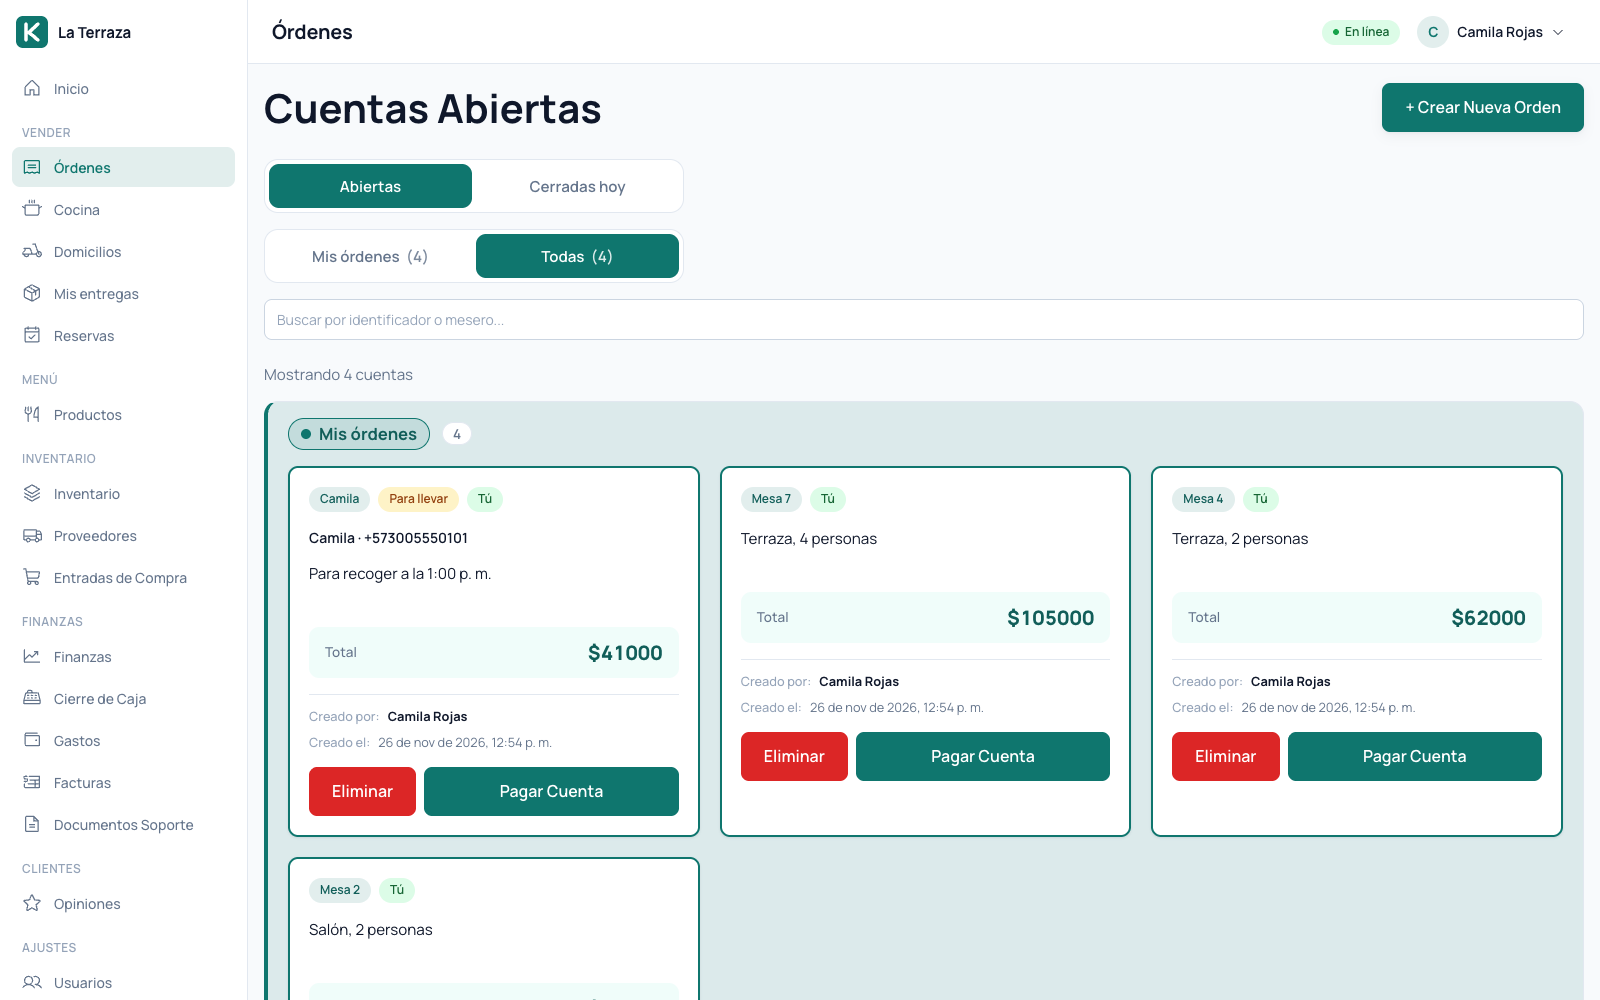 La Terraza
Inicio
VENDER
Órdenes
Cocina
Domicilios
Mis entregas
Reservas
MENÚ
Productos
INVENTARIO
Inventario
Proveedores
Entradas de Compra
FINANZAS
Finanzas
Cierre de Caja
Gastos
Facturas
Documentos Soporte
CLIENTES
Opiniones
AJUSTES
Usuarios
Órdenes
En línea
C
Camila Rojas
Cuentas Abiertas
+ Crear Nueva Orden
Abiertas
Cerradas hoy
Mis órdenes (4)
Todas (4)
Buscar por identificador o mesero...
Mostrando 4 cuentas
Mis órdenes
4
Camila
Para llevar
Tú
Camila · +573005550101
Para recoger a la 1:00 p. m.
Total
$41000
Creado por: Camila Rojas
Creado el: 26 de nov de 2026, 12:54 p. m.
Eliminar
Pagar Cuenta
Mesa 7
Tú
Terraza, 4 personas
Total
$105000
Creado por: Camila Rojas
Creado el: 26 de nov de 2026, 12:54 p. m.
Eliminar
Pagar Cuenta
Mesa 4
Tú
Terraza, 2 personas
Total
$62000
Creado por: Camila Rojas
Creado el: 26 de nov de 2026, 12:54 p. m.
Eliminar
Pagar Cuenta
Mesa 2
Tú
Salón, 2 personas